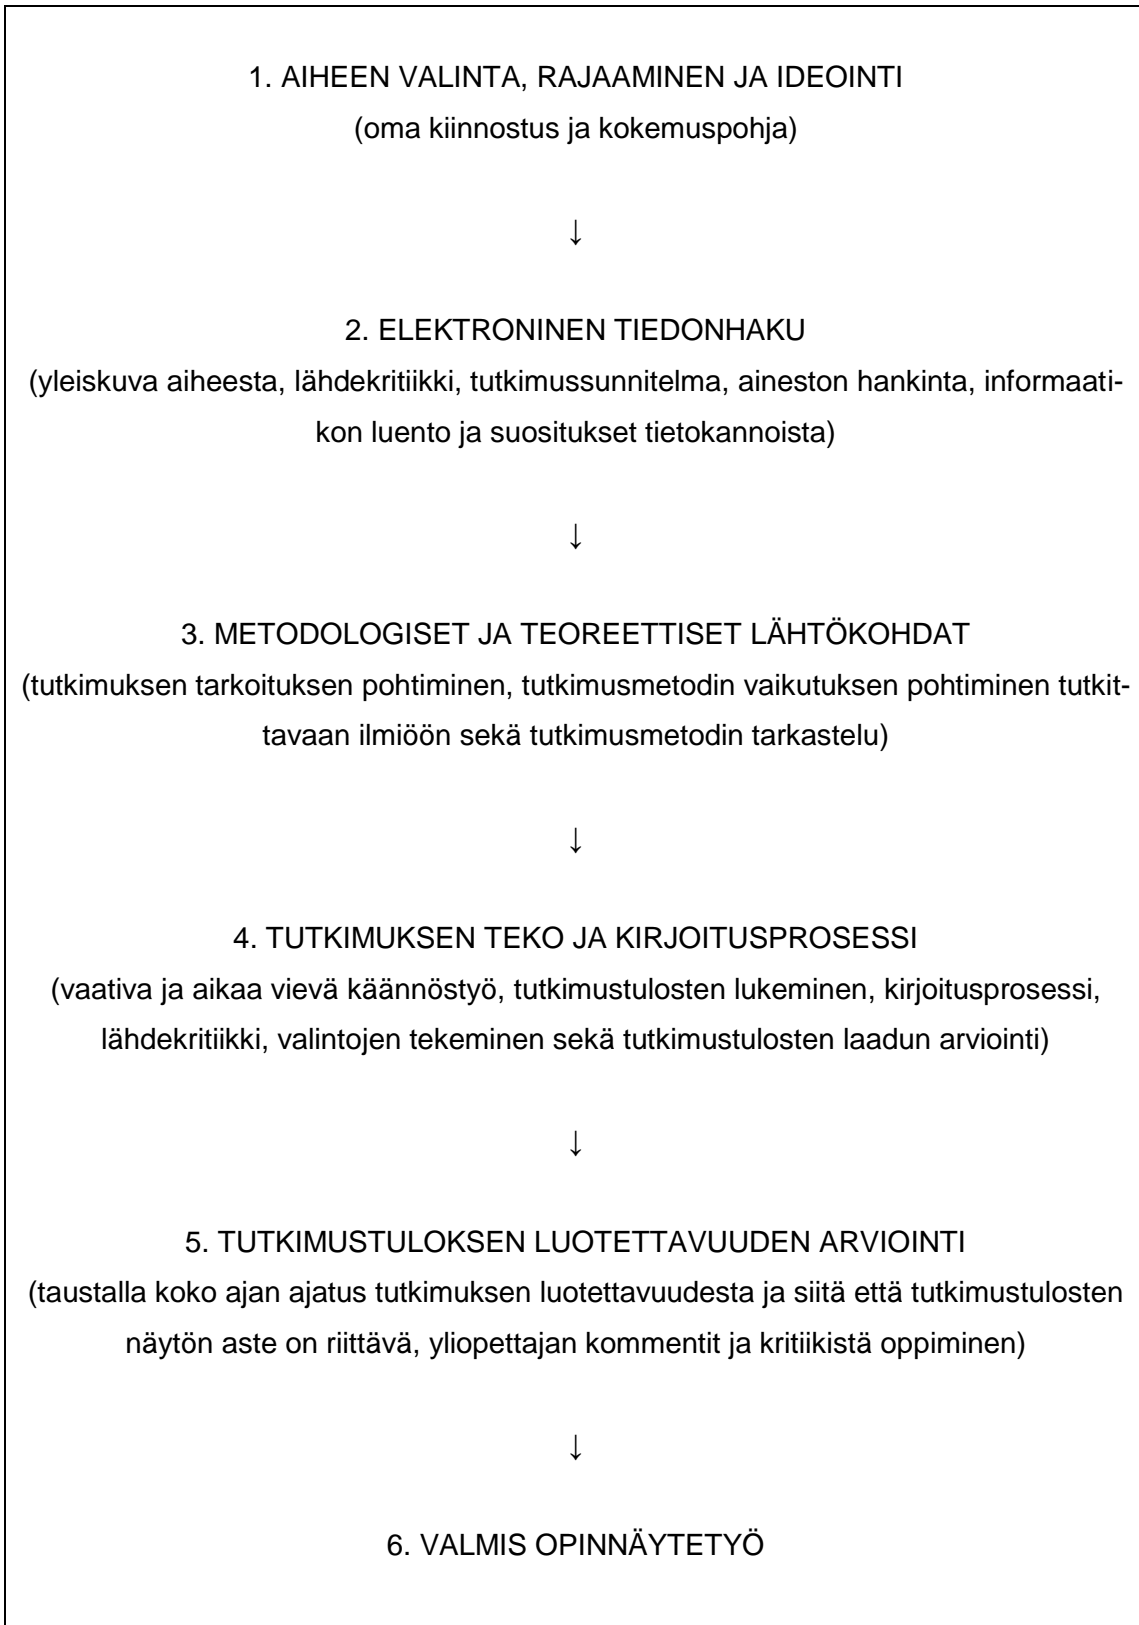 1. AIHEEN VALINTA, RAJAAMINEN JA IDEOINTI
(oma kiinnostus ja kokemuspohja)
↓
2. ELEKTRONINEN TIEDONHAKU
(yleiskuva aiheesta, lähdekritiikki, tutkimussunnitelma, aineston hankinta, informaati-
kon luento ja suositukset tietokannoista)
↓
3. METODOLOGISET JA TEOREETTISET LÄHTÖKOHDAT
(tutkimuksen tarkoituksen pohtiminen, tutkimusmetodin vaikutuksen pohtiminen tutkit-
tavaan ilmiöön sekä tutkimusmetodin tarkastelu)
↓
4. TUTKIMUKSEN TEKO JA KIRJOITUSPROSESSI
(vaativa ja aikaa vievä käännöstyö, tutkimustulosten lukeminen, kirjoitusprosessi,
lähdekritiikki, valintojen tekeminen sekä tutkimustulosten laadun arviointi)
↓
5. TUTKIMUSTULOKSEN LUOTETTAVUUDEN ARVIOINTI
(taustalla koko ajan ajatus tutkimuksen luotettavuudesta ja siitä että tutkimustulosten
näytön aste on riittävä, yliopettajan kommentit ja kritiikistä oppiminen)
↓
6. VALMIS OPINNÄYTETYÖ